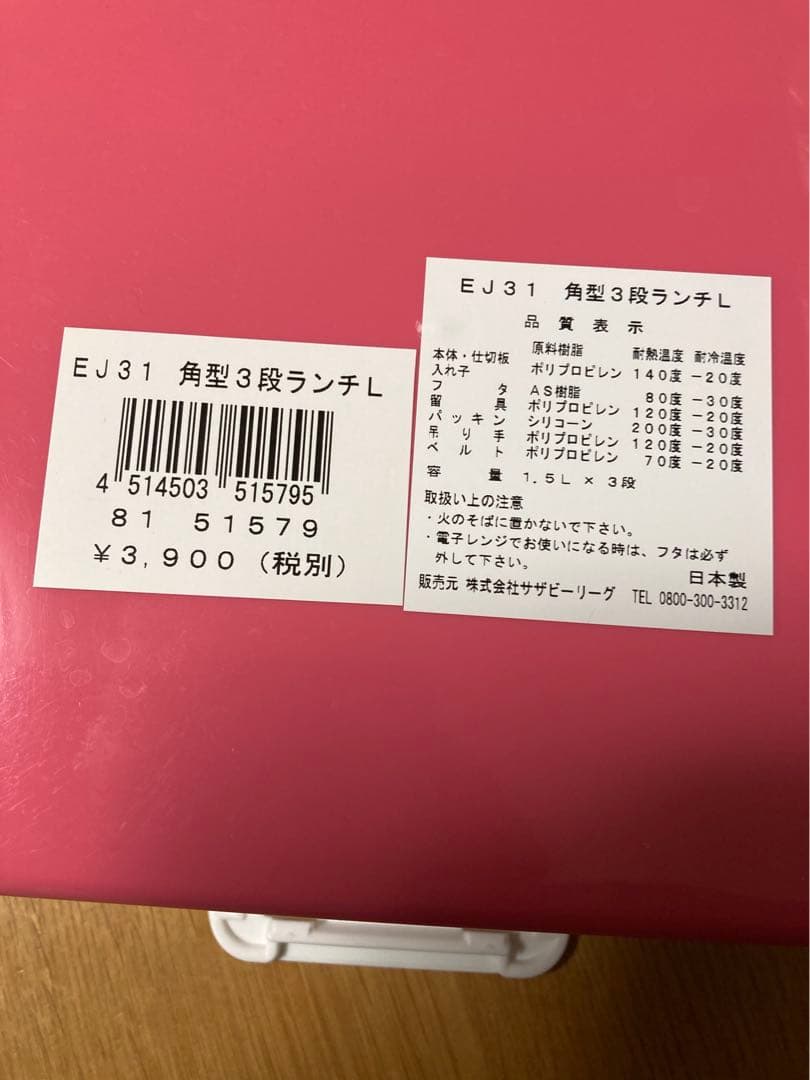 EJ31 角型3段ランチL
4 514503 515795
81 51579
¥3,900(税別)
EJ31 角型3段ランチL
品質表示
原料樹脂 耐熱温度 耐冷温度
本体・仕切板
入れ子 ポリプロピレン 140度 -20度
フタ AS樹脂 80度 -30度
留具 ポリプロピレン 120度 -20度
パッキン シリコーン 200度 -30度
吊り手 ポリプロピレン 120度 -20度
ベルト ポリプロピレン 70度 -20度
容量 1.5L × 3段
取扱い上の注意
・火のそばに置かないで下さい。
・電子レンジでお使いになる時は、フタは必ず
外して下さい。
日本製
販売元 株式会社サザビーリーグ TEL 0800-300-3312